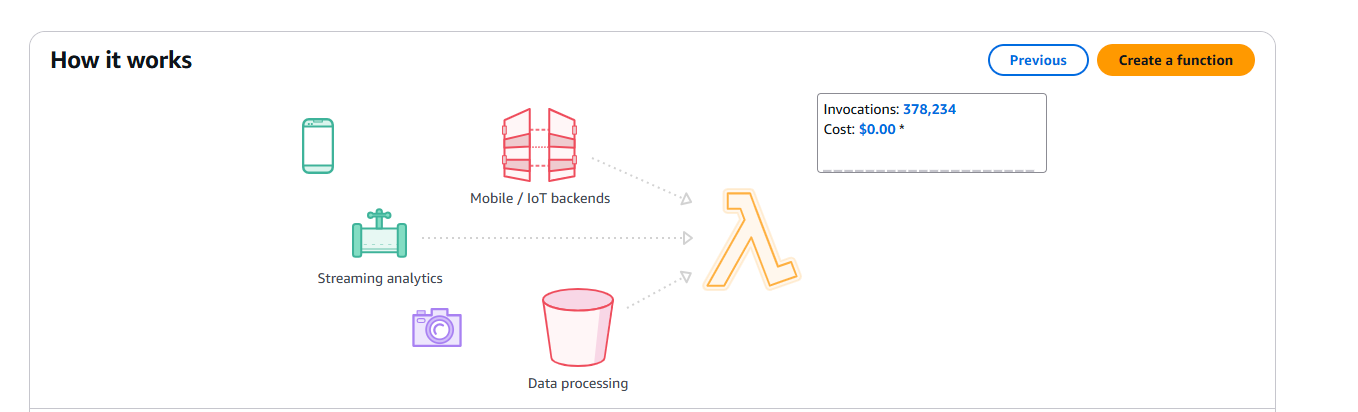 How it works
Previous
Create a function
Invocations: 378,234
Cost: $0.00 *
Mobile / IoT backends
Streaming analytics
Data processing